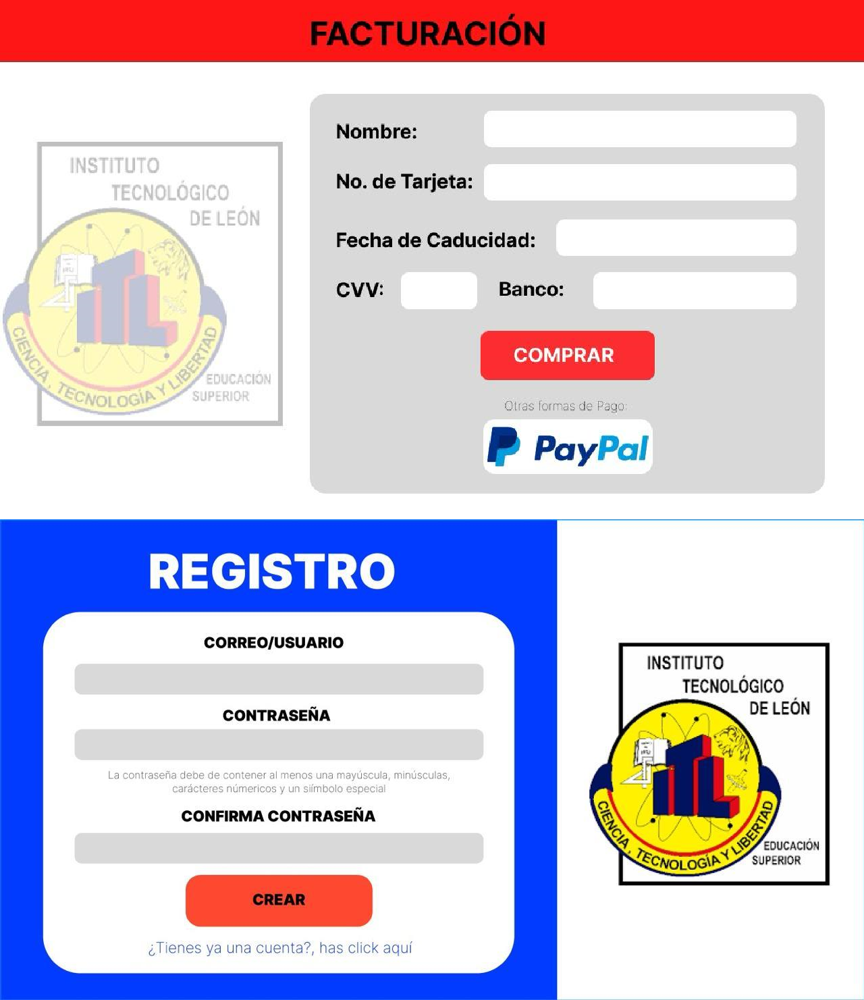 FACTURACIÓN
INSTITUTO
TECNOLÓGICO
DE LEÓN
ITL
CIENCIA, TECNOLOGÍA Y LIBERTAD
EDUCACIÓN
SUPERIOR
Nombre:
No. de Tarjeta:
Fecha de Caducidad:
CVV: Banco:
COMPRAR
Otras formas de Pago:
PayPal
REGISTRO
CORREO/USUARIO
CONTRASEÑA
La contraseña debe de contener al menos una mayúscula, minúsculas,
carácteres númericos y un siímbolo especial
CONFIRMA CONTRASEÑA
CREAR
¿Tienes ya una cuenta?, has click aquí
INSTITUTO
TECNOLÓGICO
DE LEÓN
ITL
CIENCIA, TECNOLOGÍA Y LIBERTAD
EDUCACIÓN
SUPERIOR